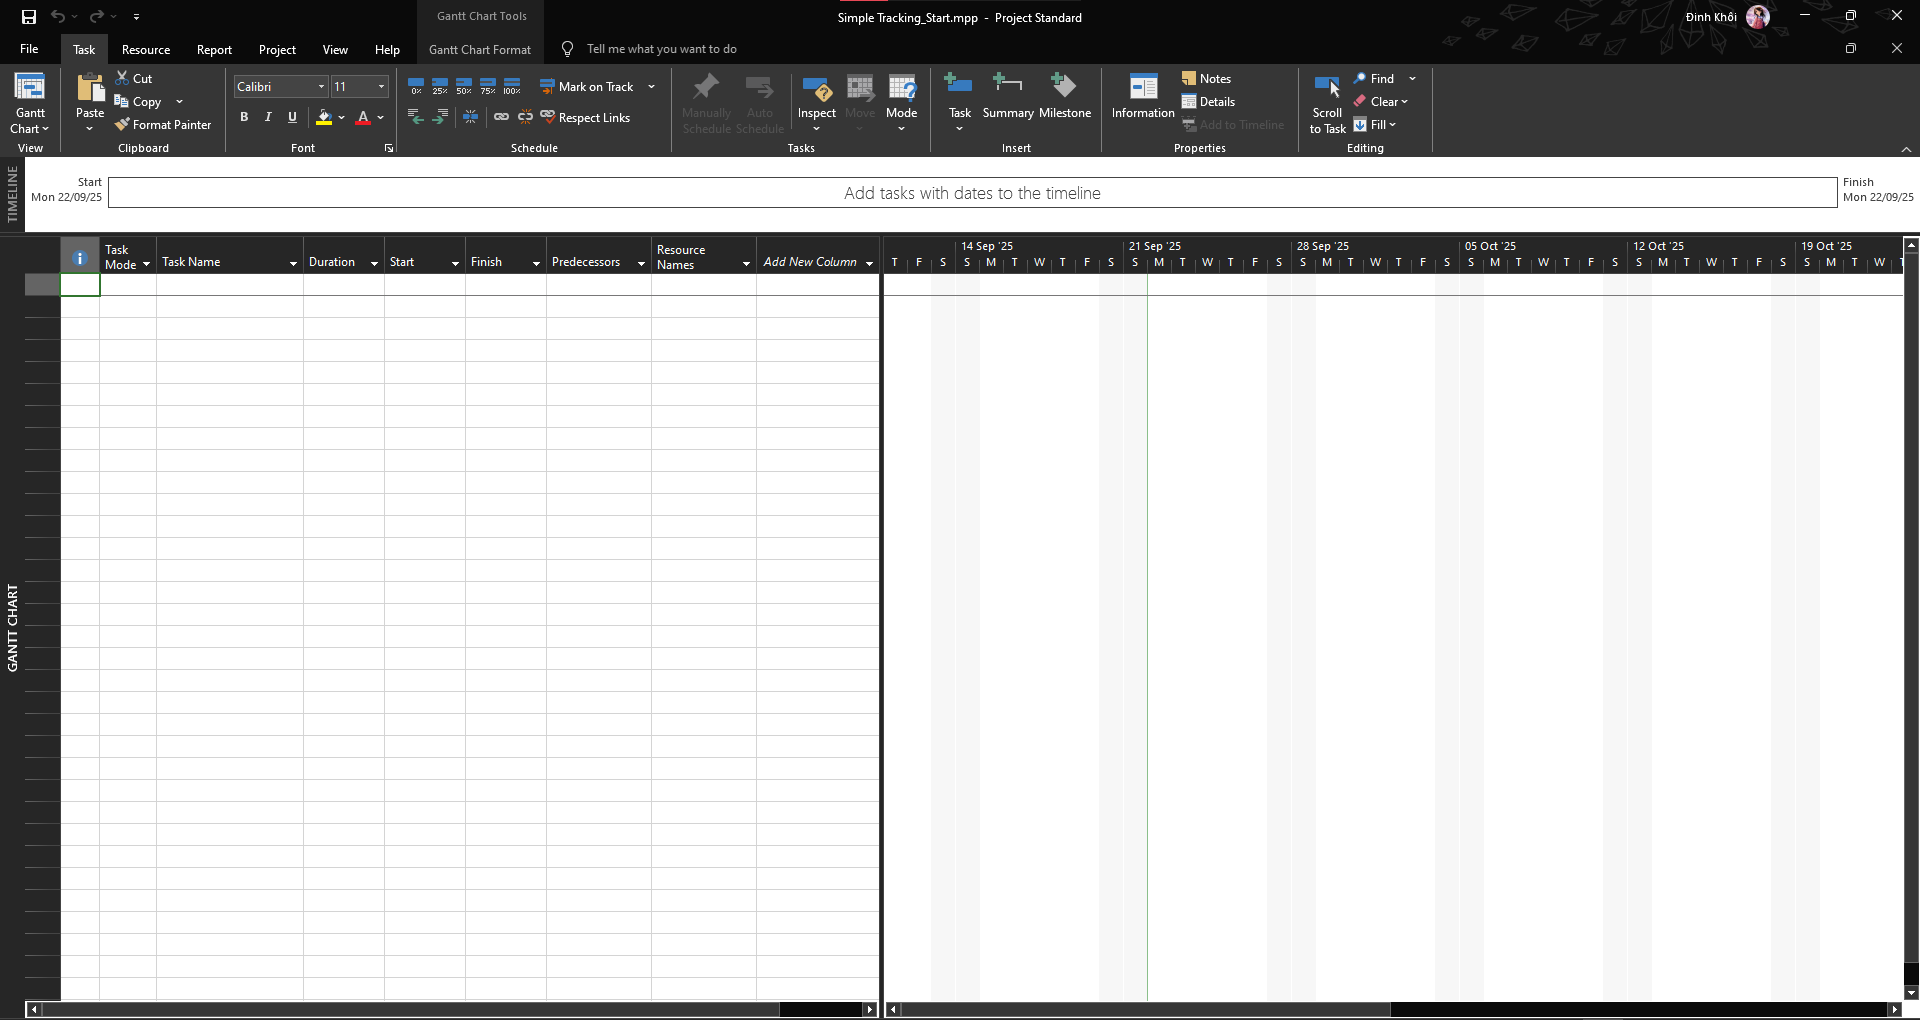 Gantt Chart Tools
Simple Tracking_Start.mpp - Project Standard
Đinh Khôi
File
Task
Resource
Report
Project
View
Help
Gantt Chart Format
Tell me what you want to do
Gantt
Chart
View
Paste
Cut
Copy
Format Painter
Clipboard
Calibri
11
B I U
A
Font
0% 25% 50% 75% 100%
Mark on Track
Respect Links
Schedule
Manually
Schedule
Auto
Schedule
Inspect
Move
Mode
Tasks
Task
Summary
Milestone
Insert
Information
Notes
Details
Add to Timeline
Properties
Scroll
to Task
Find
Clear
Fill
Editing
TIMELINE
Start
Mon 22/09/25
Add tasks with dates to the timeline
Finish
Mon 22/09/25
Task
Mode
Task Name
Duration
Start
Finish
Predecessors
Resource
Names
Add New Column
14 Sep '25 21 Sep '25 28 Sep '25 05 Oct '25 12 Oct '25 19 Oct '25
T F S S M T W T F S S M T W T F S S M T W T F S S M T W T F S S M T W T F S S M T W T
GANTT CHART